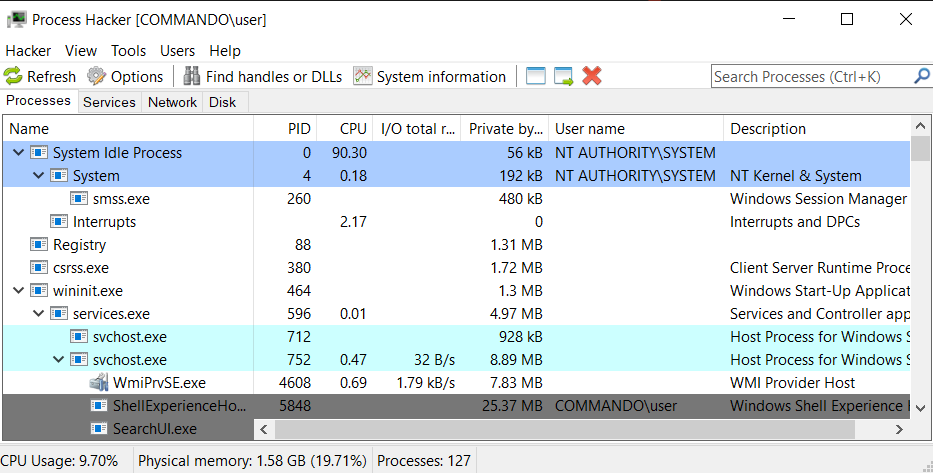 Process Hacker [COMMANDO\user]
Hacker View Tools Users Help
Refresh Options Find handles or DLLs System information Search Processes (Ctrl+K)
Processes Services Network Disk
Name PID CPU I/O total r... Private by... User name Description
System Idle Process 0 90.30 56 kB NT AUTHORITY\SYSTEM
System 4 0.18 192 kB NT AUTHORITY\SYSTEM NT Kernel & System
smss.exe 260 480 kB Windows Session Manager
Interrupts 2.17 0 Interrupts and DPCs
Registry 88 1.31 MB
csrss.exe 380 1.72 MB Client Server Runtime Proce
wininit.exe 464 1.3 MB Windows Start-Up Applicat
services.exe 596 0.01 4.97 MB Services and Controller app
svchost.exe 712 928 kB Host Process for Windows S
svchost.exe 752 0.47 32 B/s 8.89 MB Host Process for Windows S
WmiPrvSE.exe 4608 0.69 1.79 kB/s 7.83 MB WMI Provider Host
ShellExperienceHo... 5848 25.37 MB COMMANDO\user Windows Shell Experience
SearchUI.exe
CPU Usage: 9.70% Physical memory: 1.58 GB (19.71%) Processes: 127